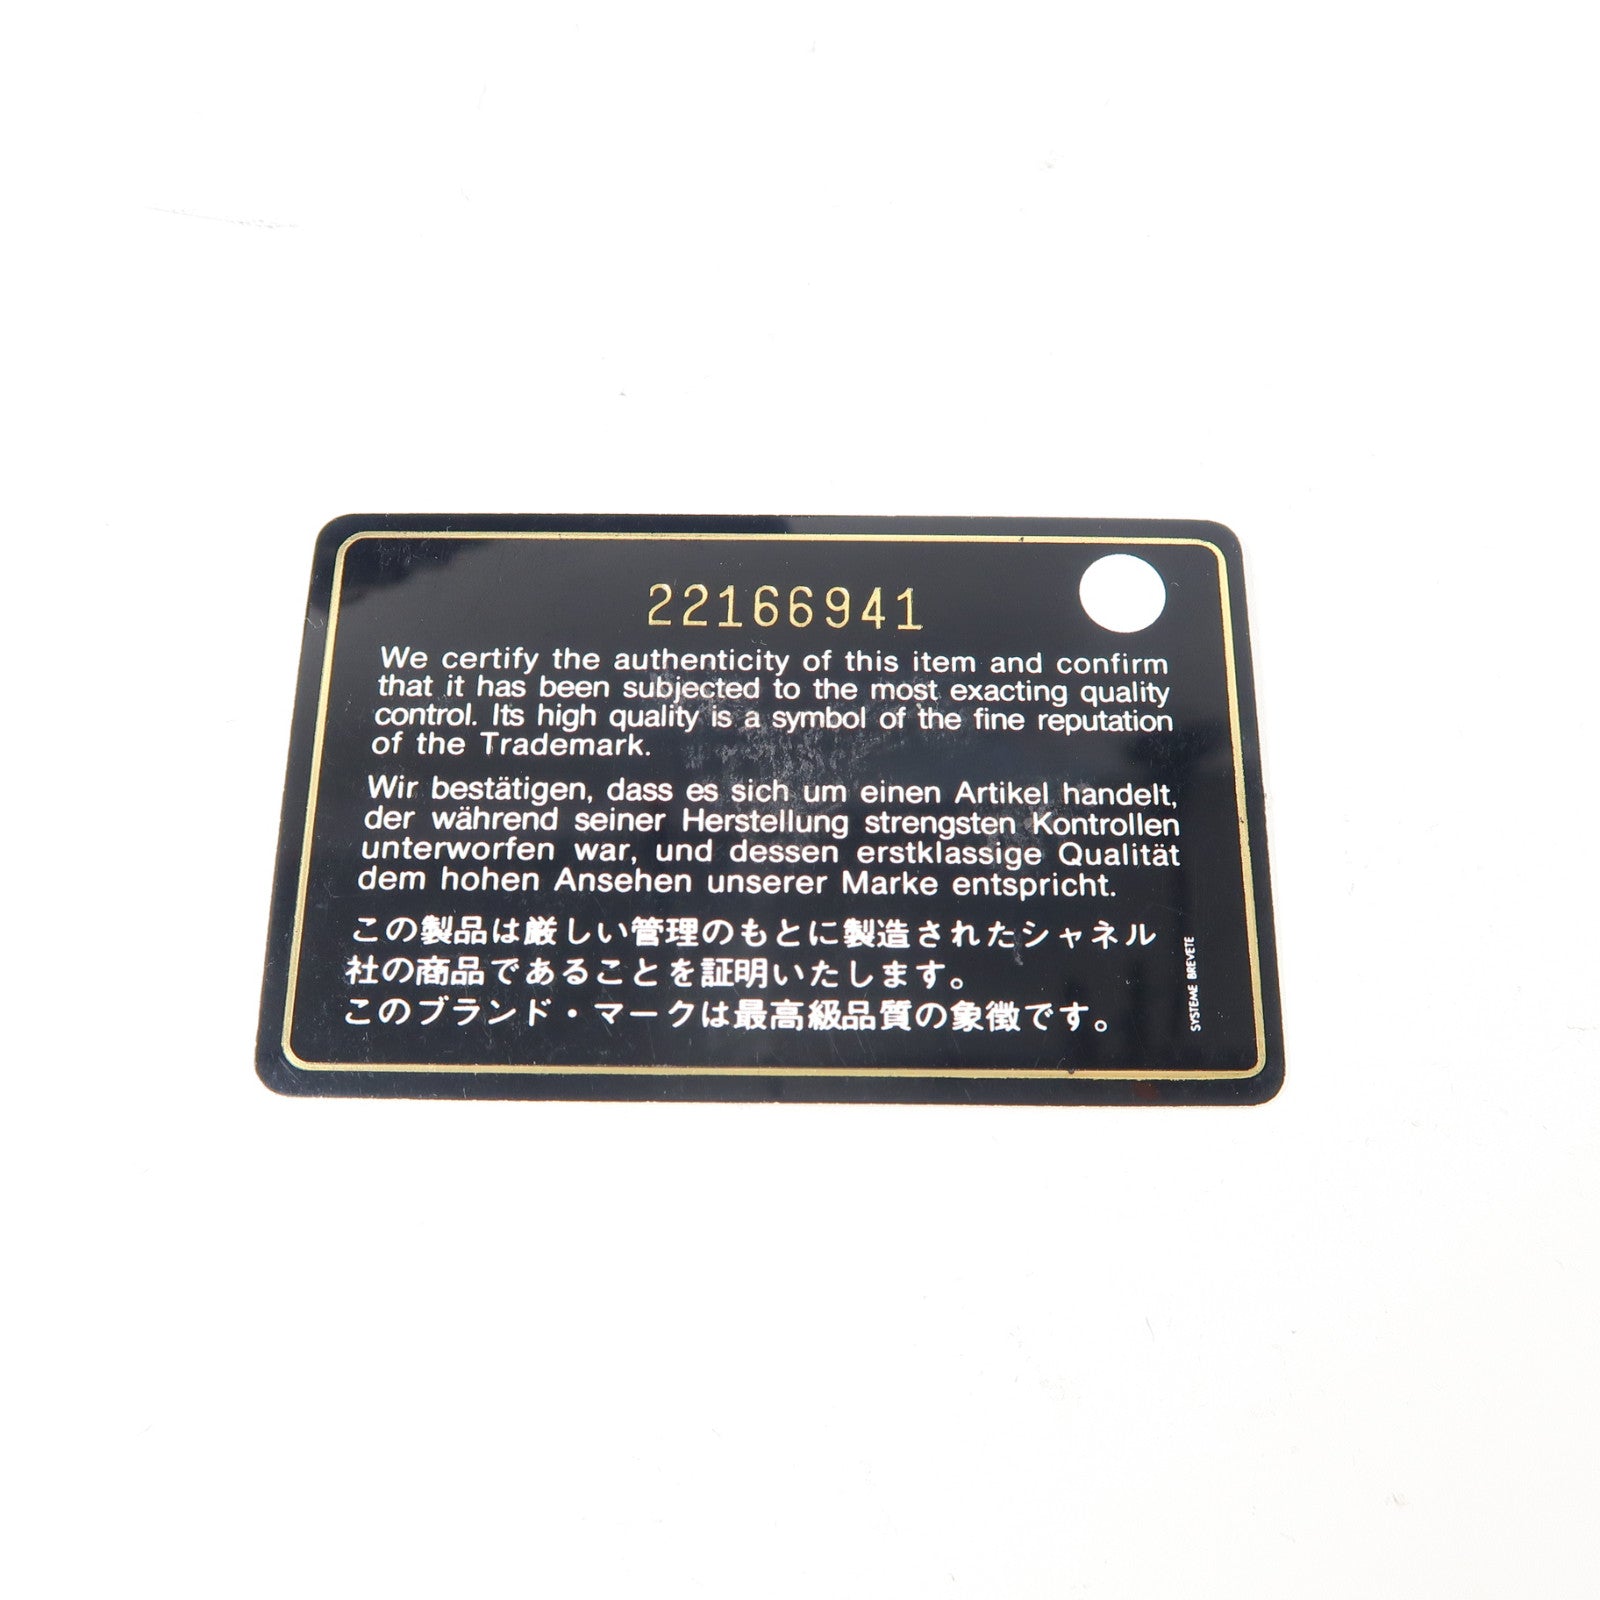 22166941
We certify the authenticity of this item and confirm
that it has been subjected to the most exacting quality
control. Its high quality is a symbol of the fine reputation
of the Trademark.
Wir bestätigen, dass es sich um einen Artikel handelt,
der während seiner Herstellung strengsten Kontrollen
unterworfen war, und dessen erstklassige Qualität
dem hohen Ansehen unserer Marke entspricht.
この製品は厳しい管理のもとに製造されたシャネル
社の商品であることを証明いたします。
このブランド・マークは最高級品質の象徴です。
SYSTEME BREVETE